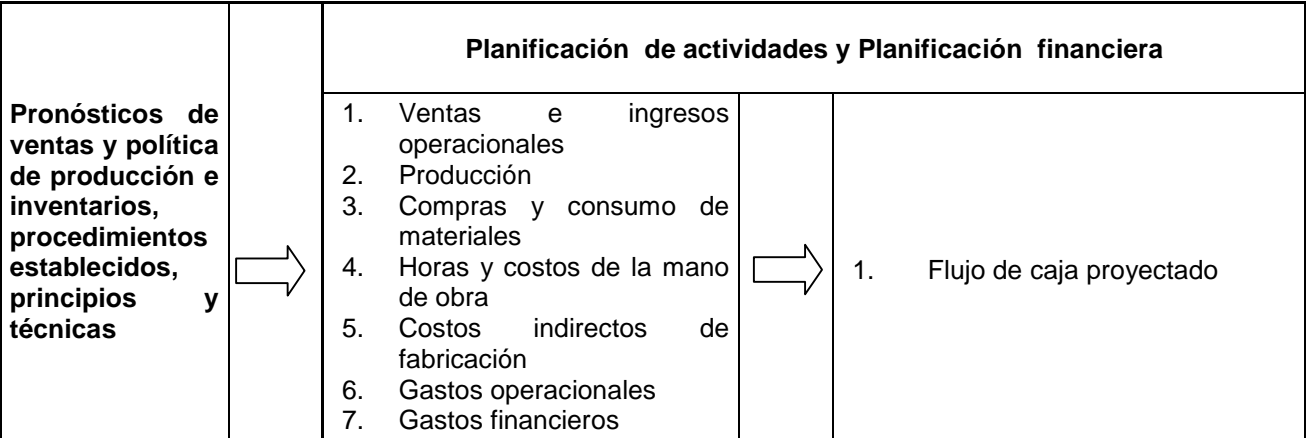 Planificación de actividades y Planificación financiera
Pronósticos de
ventas y política
de producción e
inventarios,
procedimientos
establecidos,
principios y
técnicas
1. Ventas e ingresos
operacionales
2. Producción
3. Compras y consumo de
materiales
4. Horas y costos de la mano
de obra
5. Costos indirectos de
fabricación
6. Gastos operacionales
7. Gastos financieros
1. Flujo de caja proyectado